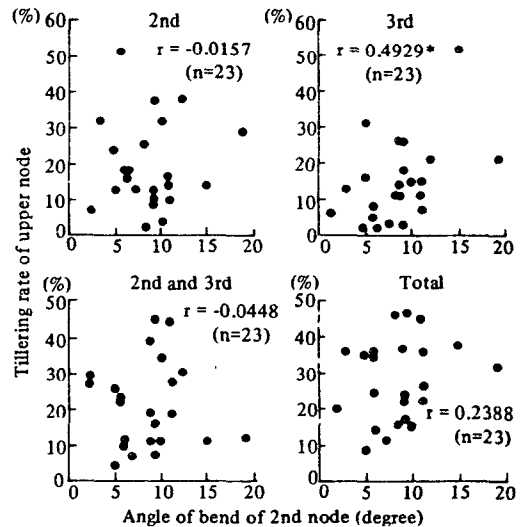 (%) 2nd
60
50
40
30
20
10
0
r = -0.0157
(n=23)
0 5 10 15 20
(%) 3rd
60
50
40
30
20
10
0
r = 0.4929*
(n=23)
0 5 10 15 20
(%) 2nd and 3rd
50
40
30
20
10
0
r = -0.0448
(n=23)
0 5 10 15 20
(%) Total
50
40
30
20
10
0
r = 0.2388
(n=23)
0 5 10 15 20
Tillering rate of upper node
Angle of bend of 2nd node (degree)